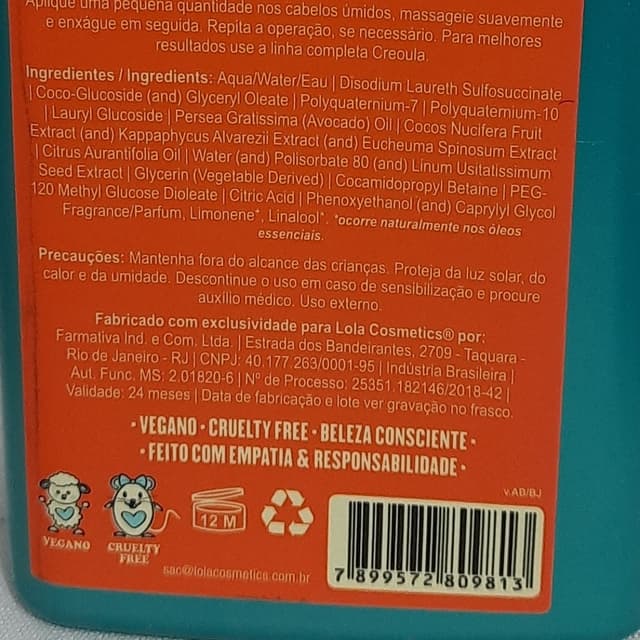 Aplique uma pequena quantidade nos cabelos úmidos, massageie suavemente
e enxágue em seguida. Repita a operação, se necessário. Para melhores
resultados use a linha completa Creoula.
Ingredientes / Ingredients: Aqua/Water/Eau | Disodium Laureth Sulfosuccinate
| Coco-Glucoside (and) Glyceryl Oleate | Polyquaternium-7 | Polyquaternium-10
| Lauryl Glucoside | Persea Gratissima (Avocado) Oil | Cocos Nucifera Fruit
Extract (and) Kappaphycus Alvarezii Extract (and) Eucheuma Spinosum Extract
| Citrus Aurantifolia Oil | Water (and) Polisorbate 80 (and) Linum Usitatissimum
Seed Extract | Glycerin (Vegetable Derived) | Cocamidopropyl Betaine | PEG-
120 Methyl Glucose Dioleate | Citric Acid | Phenoxyethanol (and) Caprylyl Glycol
Fragrance/Parfum, Limonene*, Linalool*. *ocorre naturalmente nos óleos
essenciais.
Precauções: Mantenha fora do alcance das crianças. Proteja da luz solar, do
calor e da umidade. Descontinue o uso em caso de sensibilização e procure
auxílio médico. Uso externo.
Fabricado com exclusividade para Lola Cosmetics® por:
Farmativa Ind. e Com. Ltda. | Estrada dos Bandeirantes, 2709 - Taquara -
Rio de Janeiro - RJ | CNPJ: 40.177.263/0001-95 | Indústria Brasileira |
Aut. Func. MS: 2.01820-6 | Nº de Processo: 25351.182146/2018-42 |
Validade: 24 meses | Data de fabricação e lote ver gravação no frasco.
• VEGANO • CRUELTY FREE • BELEZA CONSCIENTE •
• FEITO COM EMPATIA & RESPONSABILIDADE •
v.AB/BJ
12 M
VEGANO
CRUELTY
FREE
sac@lolacosmetics.com.br
7 899572 809813